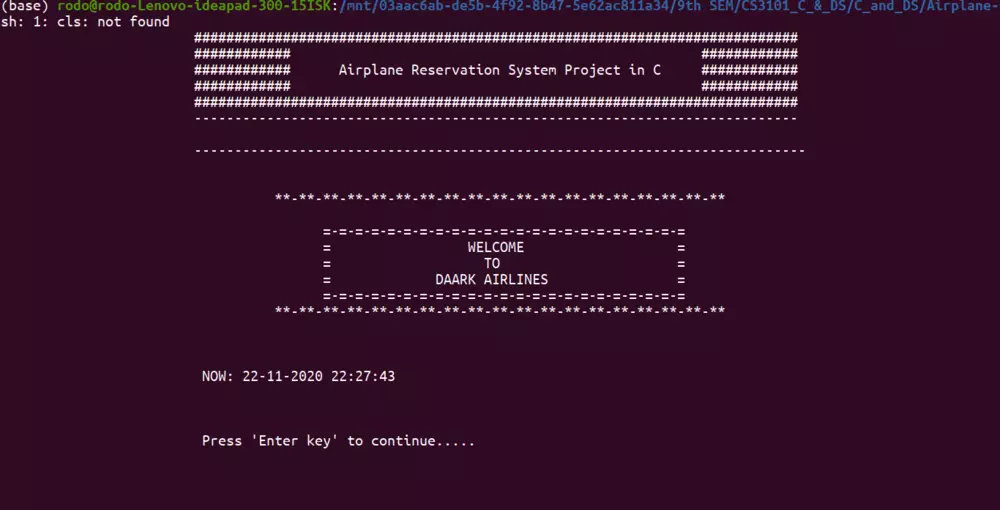 (base) rodo@rodo-Lenovo-ideapad-300-15ISK:/mnt/03aac6ab-de5b-4f92-8b47-5e62ac811a34/9th SEM/CS3101_C_&_DS/C_and_DS/Airplane-
sh: 1: cls: not found
###########################################################################
############ ############
############ Airplane Reservation System Project in C ############
############ ############
###########################################################################
---------------------------------------------------------------------------
----------------------------------------------------------------------------
**-**-**-**-**-**-**-**-**-**-**-**-**-**-**-**-**-**-**
=-=-=-=-=-=-=-=-=-=-=-=-=-=-=-=-=-=-=-=-=-=-=
= WELCOME =
= TO =
= DAARK AIRLINES =
=-=-=-=-=-=-=-=-=-=-=-=-=-=-=-=-=-=-=-=-=-=-=
**-**-**-**-**-**-**-**-**-**-**-**-**-**-**-**-**-**-**
NOW: 22-11-2020 22:27:43
Press 'Enter key' to continue.....